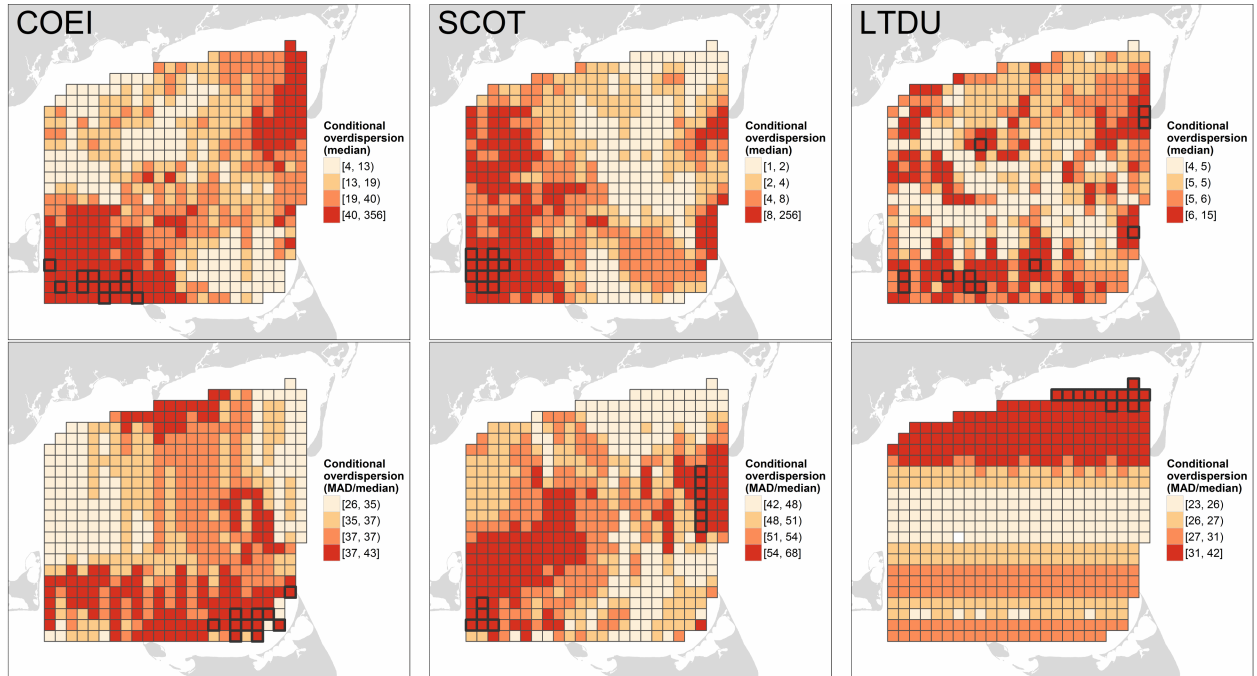 COEI
Conditional
overdispersion
(median)
[4, 13)
[13, 19)
[19, 40)
[40, 356]
SCOT
Conditional
overdispersion
(median)
[1, 2)
[2, 4)
[4, 8)
[8, 256]
LTDU
Conditional
overdispersion
(median)
[4, 5)
[5, 5)
[5, 6)
[6, 15]
Conditional
overdispersion
(MAD/median)
[26, 35)
[35, 37)
[37, 37)
[37, 43]
Conditional
overdispersion
(MAD/median)
[42, 48)
[48, 51)
[51, 54)
[54, 68]
Conditional
overdispersion
(MAD/median)
[23, 26)
[26, 27)
[27, 31)
[31, 42]